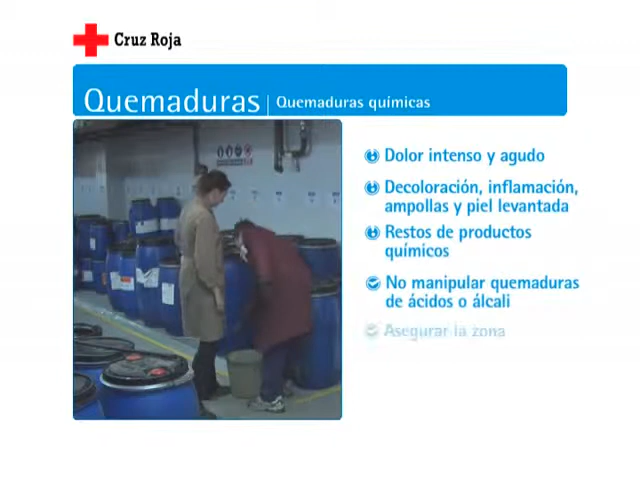 Cruz Roja
Quemaduras | Quemaduras químicas
Dolor intenso y agudo
Decoloración, inflamación,
ampollas y piel levantada
Restos de productos
químicos
No manipular quemaduras
de ácidos o álcali
Asegurar la zona